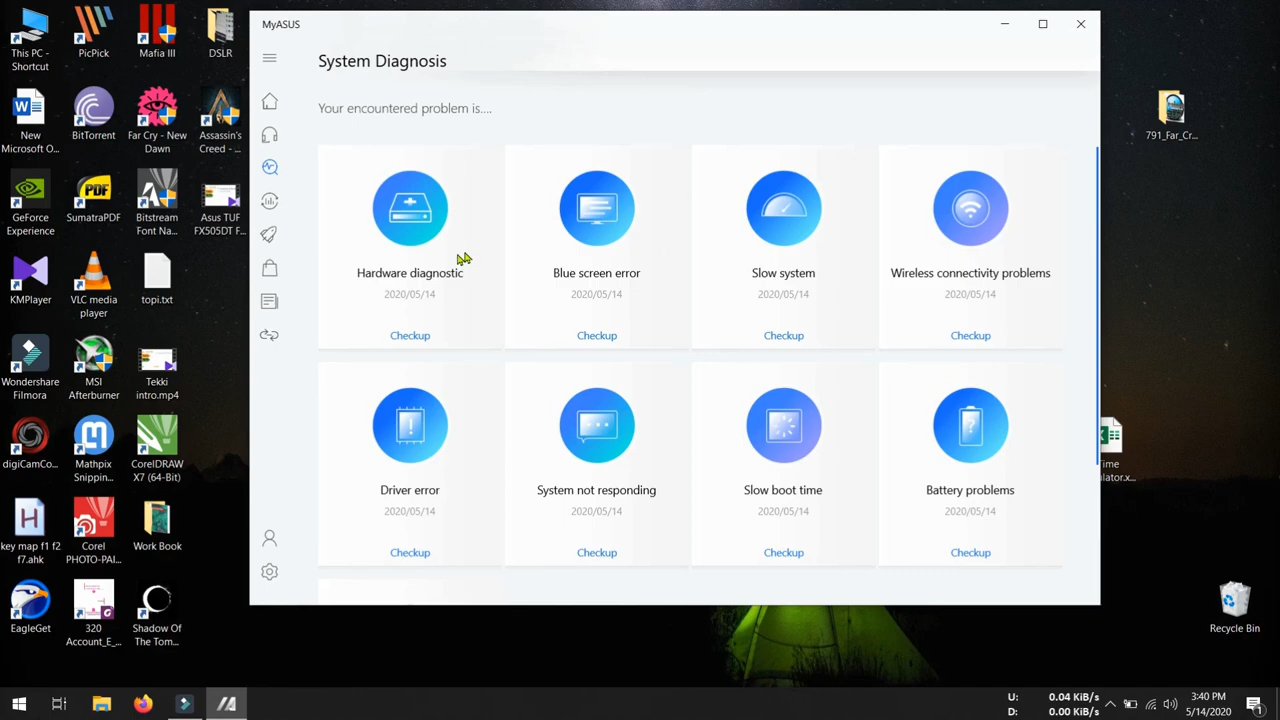 This PC -
Shortcut
PicPick
Mafia III
DSLR
New
Microsoft O...
BitTorrent
Far Cry - New
Dawn
Assassin's
Creed - ...
GeForce
Experience
PDF
SumatraPDF
Bitstream
Font Na...
Asus TUF
FX505DT F...
KMPlayer
VLC media
player
topi.txt
Wondershare
Filmora
MSI
Afterburner
Tekki
intro.mp4
digiCamCo...
Mathpix
Snippin...
CorelDRAW
X7 (64-Bit)
key map f1 f2
f7.ahk
Corel
PHOTO-PAI...
Work Book
EagleGet
320
Account_E_...
Shadow Of
The Tom...
MyASUS
System Diagnosis
Your encountered problem is....
Hardware diagnostic
2020/05/14
Checkup
Blue screen error
2020/05/14
Checkup
Slow system
2020/05/14
Checkup
Wireless connectivity problems
2020/05/14
Checkup
Driver error
2020/05/14
Checkup
System not responding
2020/05/14
Checkup
Slow boot time
2020/05/14
Checkup
Battery problems
2020/05/14
Checkup
791_Far_Cr...
Recycle Bin
U: 0.04 KiB/s
D: 0.00 KiB/s
3:40 PM
5/14/2020
1